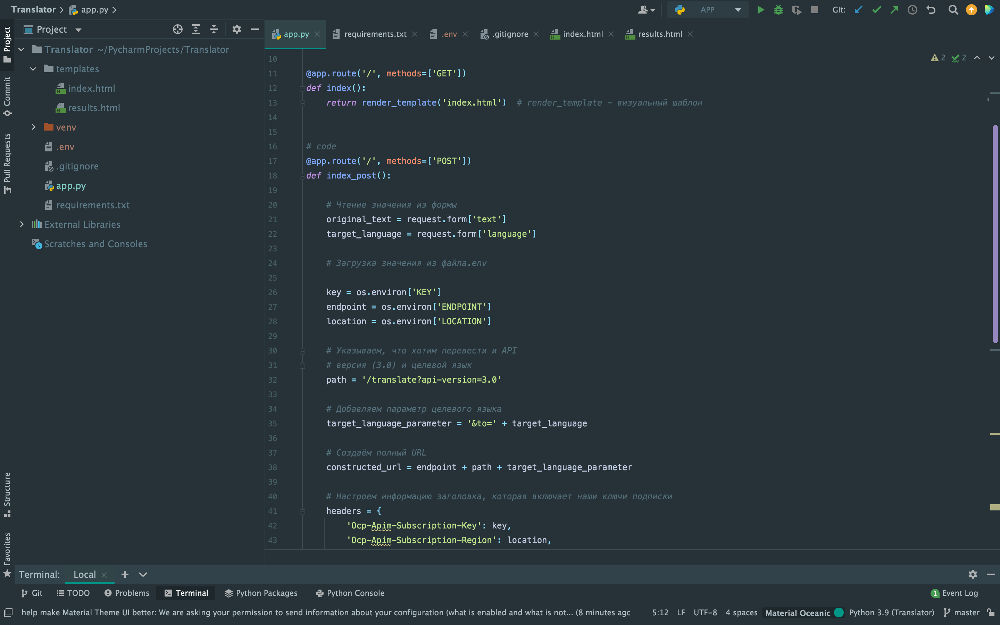 Translator
app.py
APP
Git:
Project
app.py
requirements.txt
.env
.gitignore
index.html
results.html
Project
Commit
Pull Requests
Structure
Favorites
Translator ~/PycharmProjects/Translator
templates
index.html
results.html
venv
.env
.gitignore
app.py
requirements.txt
External Libraries
Scratches and Consoles
2 2
10
11 @app.route('/', methods=['GET'])
12 def index():
13 return render_template('index.html') # render_template - визуальный шаблон
14
15
16 # code
17 @app.route('/', methods=['POST'])
18 def index_post():
19
20 # Чтение значения из формы
21 original_text = request.form['text']
22 target_language = request.form['language']
23
24 # Загрузка значения из файла.env
25
26 key = os.environ['KEY']
27 endpoint = os.environ['ENDPOINT']
28 location = os.environ['LOCATION']
29
30 # Указываем, что хотим перевести и API
31 # версия (3.0) и целевой язык
32 path = '/translate?api-version=3.0'
33
34 # Добавляем параметр целевого языка
35 target_language_parameter = '&to=' + target_language
36
37 # Создаём полный URL
38 constructed_url = endpoint + path + target_language_parameter
39
40 # Настроем информацию заголовка, которая включает наши ключи подписки
41 headers = {
42 'Ocp-Apim-Subscription-Key': key,
43 'Ocp-Apim-Subscription-Region': location,
Terminal: Local
Git TODO Problems Terminal Python Packages Python Console 1 Event Log
help make Material Theme UI better: We are asking your permission to send information about your configuration (what is enabled and what is not... (8 minutes agc 5:12 LF UTF-8 4 spaces Material Oceanic Python 3.9 (Translator) master